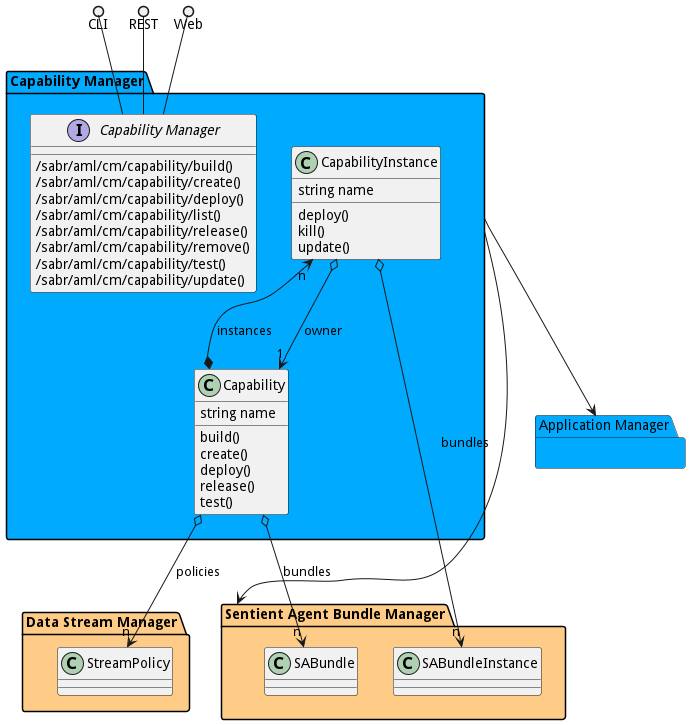 CLI
REST
Web
Capability Manager
I
Capability Manager
/sabr/aml/cm/capability/build()
/sabr/aml/cm/capability/create()
/sabr/aml/cm/capability/deploy()
/sabr/aml/cm/capability/list()
/sabr/aml/cm/capability/release()
/sabr/aml/cm/capability/remove()
/sabr/aml/cm/capability/test()
/sabr/aml/cm/capability/update()
C
CapabilityInstance
string name
deploy()
kill()
update()
n
instances
owner
1
C
Capability
string name
build()
create()
deploy()
release()
test()
Application Manager
bundles
policies
bundles
Data Stream Manager
n
C
StreamPolicy
Sentient Agent Bundle Manager
n
n
C
SABundle
C
SABundleInstance